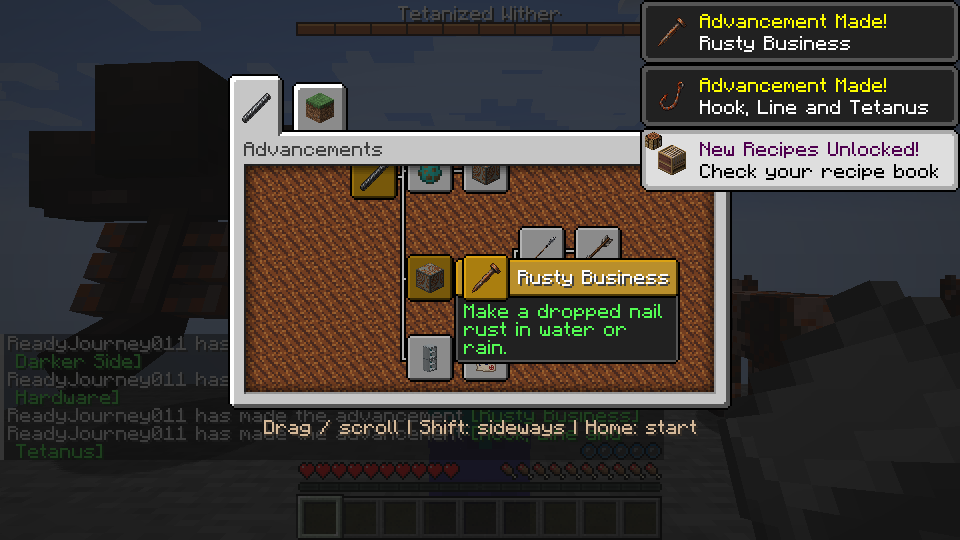 Tetanized Wither
Advancement Made!
Rusty Business
Advancement Made!
Hook, Line and Tetanus
New Recipes Unlocked!
Check your recipe book
Advancements
Rusty Business
Make a dropped nail
rust in water or
rain.
ReadyJourney011 has
Darker Side]
ReadyJourney011 has
Hardware]
ReadyJourney011 has made the advancement [Rusty Business]
ReadyJourney011 has made the advancement [Hook, Line and
Tetanus]
Drag / scroll | Shift: sideways | Home: start